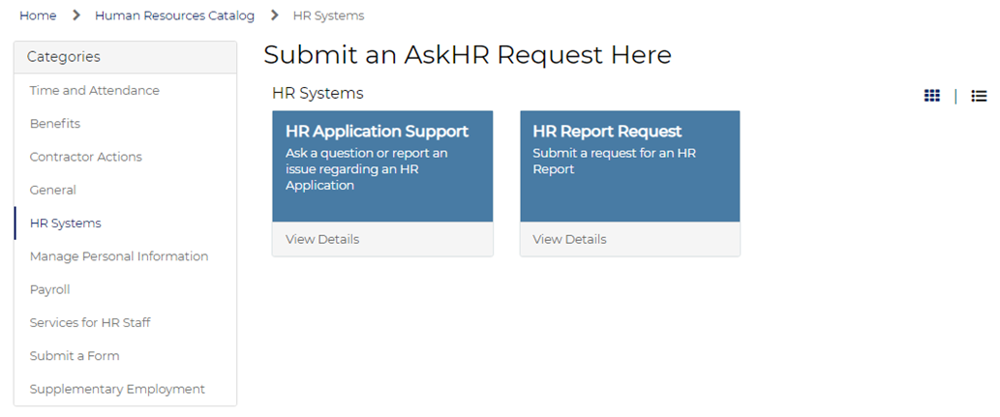 Home > Human Resources Catalog > HR Systems
Categories
Time and Attendance
Benefits
Contractor Actions
General
HR Systems
Manage Personal Information
Payroll
Services for HR Staff
Submit a Form
Supplementary Employment
Submit an AskHR Request Here
HR Systems
HR Application Support
Ask a question or report an
issue regarding an HR
Application
View Details
HR Report Request
Submit a request for an HR
Report
View Details